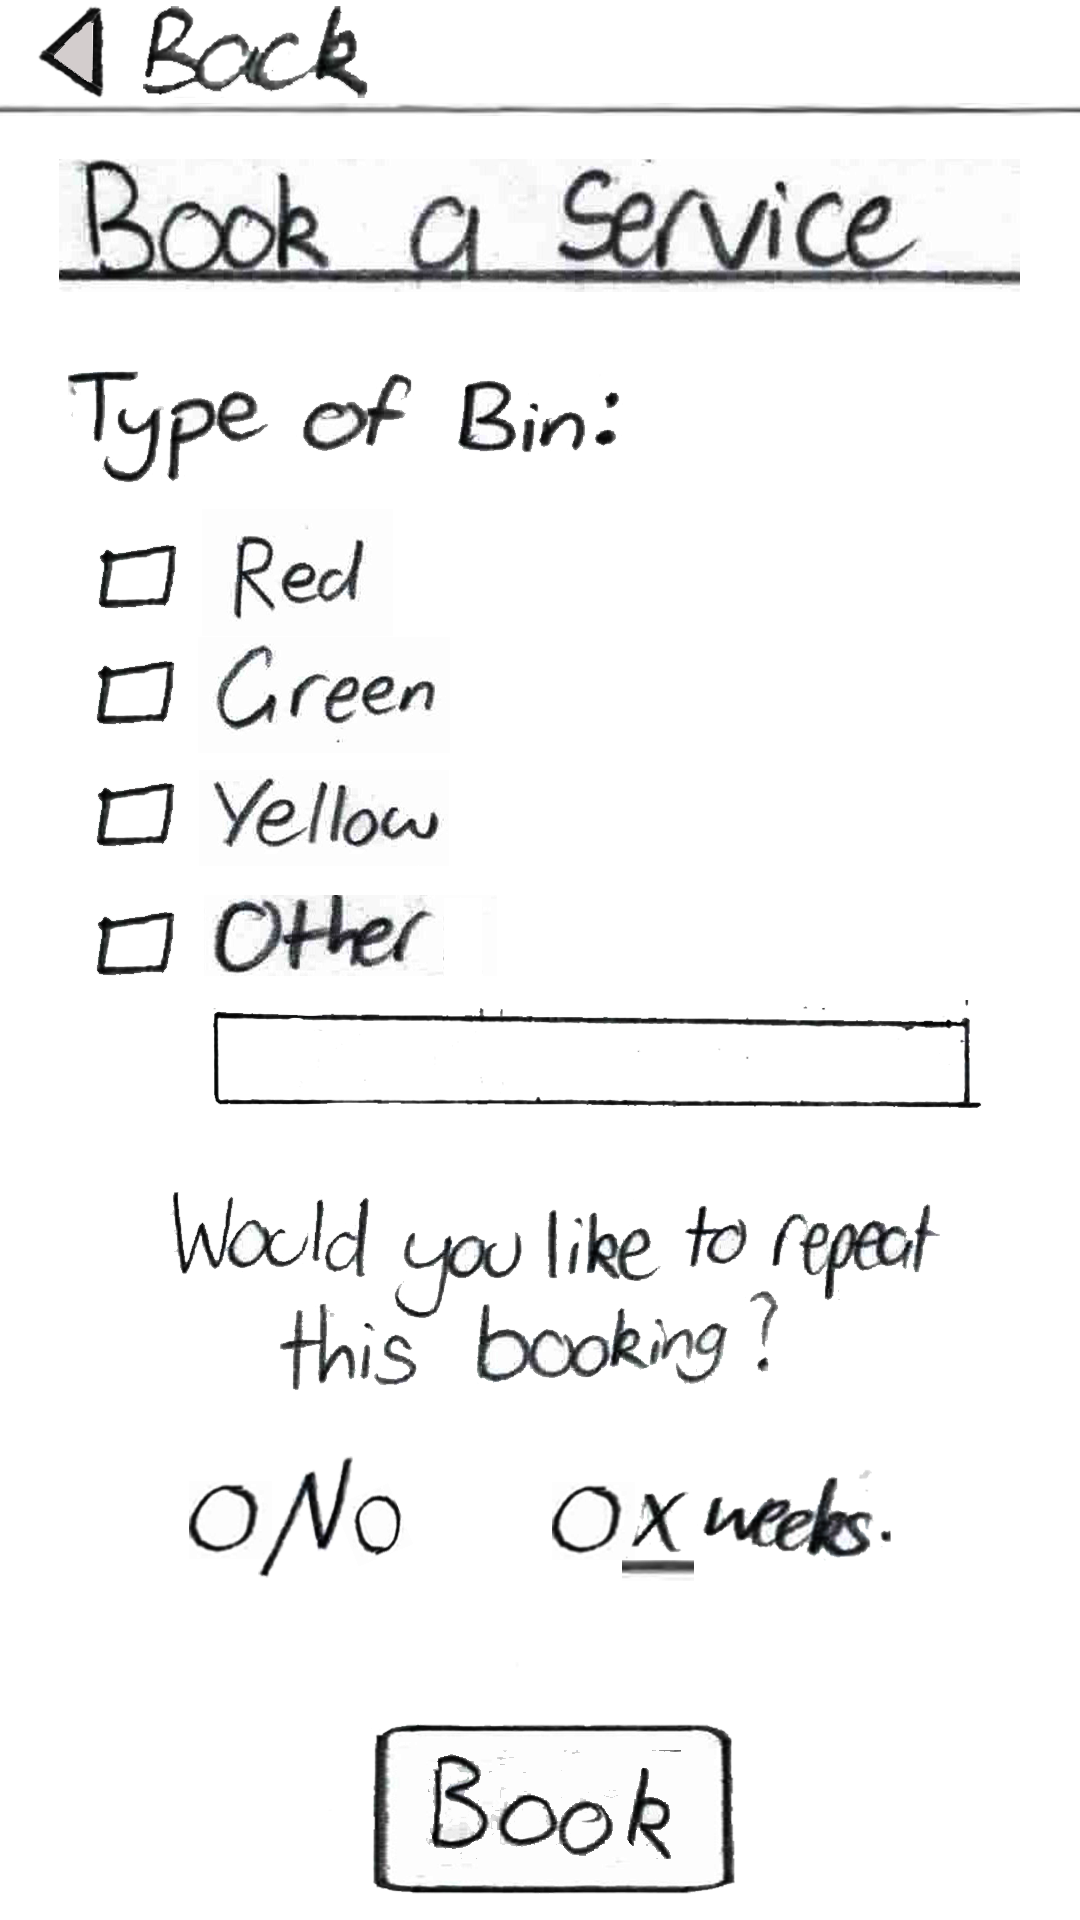 Back
Book a Service
Type of Bin:
Red
Green
Yellow
Other
Would you like to repeat
this booking?
No
X weeks.
Book